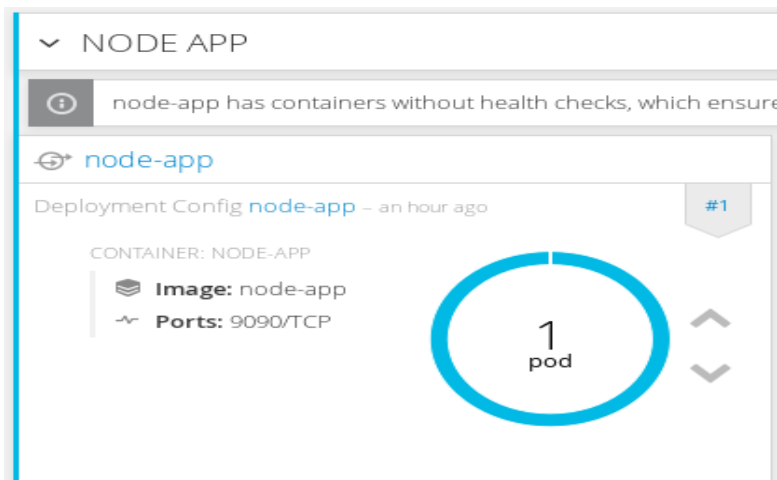 NODE APP
node-app has containers without health checks, which ensure
node-app
Deployment Config node-app – an hour ago
#1
CONTAINER: NODE-APP
Image: node-app
Ports: 9090/TCP
1
pod